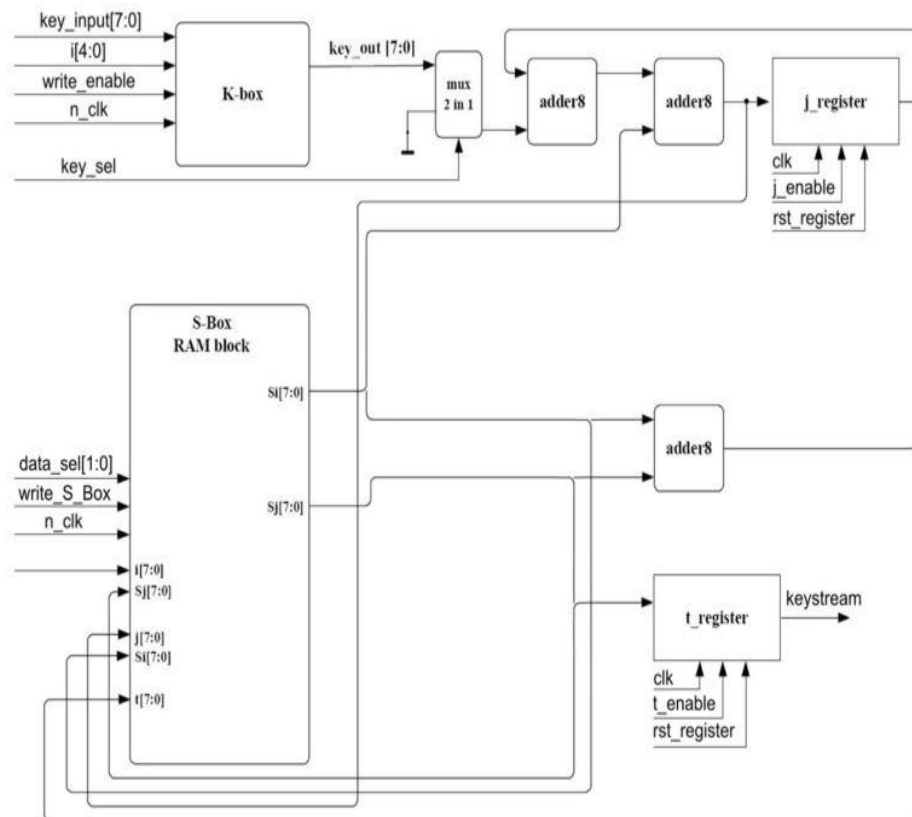 key_input[7:0]
i[4:0]
write_enable
n_clk
key_sel
K-box
key_out [7:0]
mux
2 in 1
adder8
adder8
j_register
clk
j_enable
rst_register
S-Box
RAM block
Si[7:0]
Sj[7:0]
data_sel[1:0]
write_S_Box
n_clk
i[7:0]
Sj[7:0]
j[7:0]
Si[7:0]
t[7:0]
adder8
t_register
keystream
clk
t_enable
rst_register